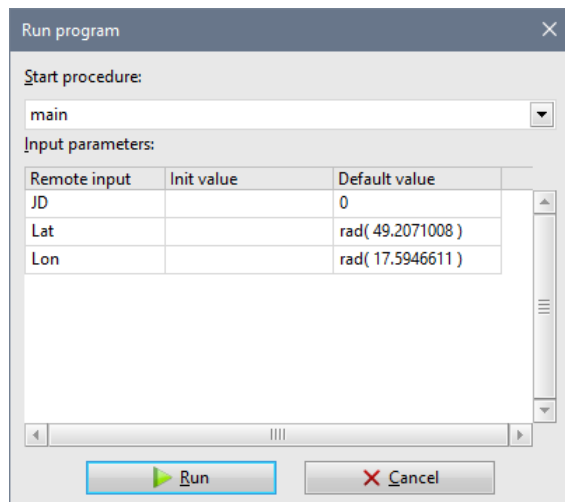 Run program
Start procedure:
main
Input parameters:
Remote input Init value Default value
JD 0
Lat rad( 49.2071008 )
Lon rad( 17.5946611 )
Run Cancel